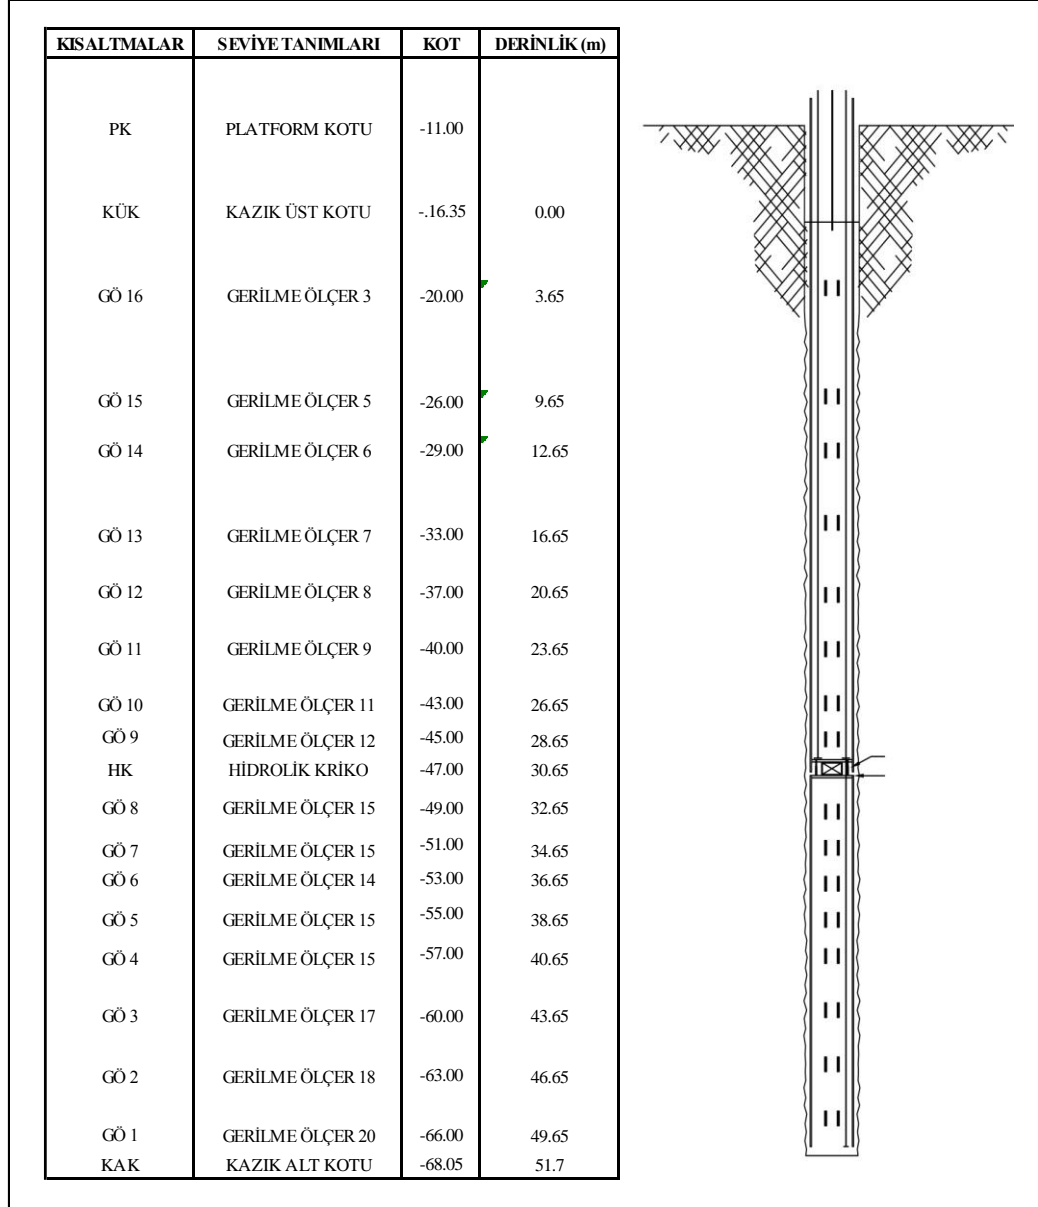 KISALTMALAR SEVİYE TANIMLARI KOT DERİNLİK (m)
PK PLATFORM KOTU -11.00
KÜK KAZIK ÜST KOTU -.16.35 0.00
GÖ 16 GERİLME ÖLÇER 3 -20.00 3.65
GÖ 15 GERİLME ÖLÇER 5 -26.00 9.65
GÖ 14 GERİLME ÖLÇER 6 -29.00 12.65
GÖ 13 GERİLME ÖLÇER 7 -33.00 16.65
GÖ 12 GERİLME ÖLÇER 8 -37.00 20.65
GÖ 11 GERİLME ÖLÇER 9 -40.00 23.65
GÖ 10 GERİLME ÖLÇER 11 -43.00 26.65
GÖ 9 GERİLME ÖLÇER 12 -45.00 28.65
HK HİDROLİK KRİKO -47.00 30.65
GÖ 8 GERİLME ÖLÇER 15 -49.00 32.65
GÖ 7 GERİLME ÖLÇER 15 -51.00 34.65
GÖ 6 GERİLME ÖLÇER 14 -53.00 36.65
GÖ 5 GERİLME ÖLÇER 15 -55.00 38.65
GÖ 4 GERİLME ÖLÇER 15 -57.00 40.65
GÖ 3 GERİLME ÖLÇER 17 -60.00 43.65
GÖ 2 GERİLME ÖLÇER 18 -63.00 46.65
GÖ 1 GERİLME ÖLÇER 20 -66.00 49.65
KAK KAZIK ALT KOTU -68.05 51.7